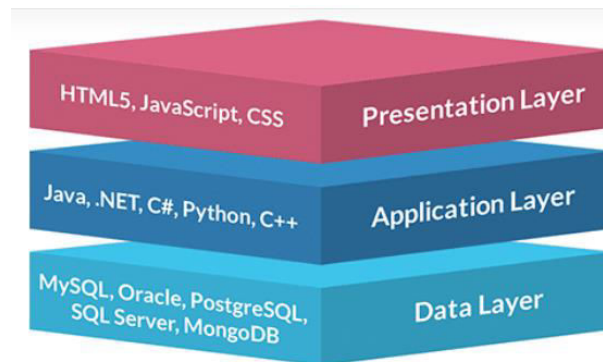 HTML5, JavaScript, CSS
Presentation Layer
Java, .NET, C#, Python, C++
Application Layer
MySQL, Oracle, PostgreSQL,
SQL Server, MongoDB
Data Layer